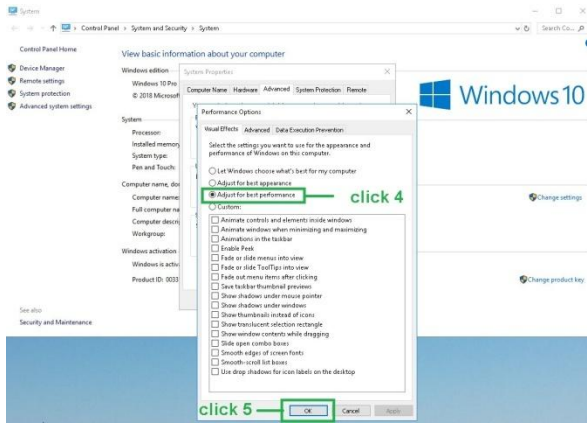 System
Control Panel > System and Security > System
Search Co...
Control Panel Home
Device Manager
Remote settings
System protection
Advanced system settings
See also
Security and Maintenance
View basic information about your computer
Windows edition
Windows 10 Pro
© 2018 Microsoft
System
Processor:
Installed memory
System type:
Pen and Touch:
Computer name, do
Computer name:
Full computer na
Computer descri
Workgroup:
Windows activation
Windows is activ
Product ID: 0033
Windows 10
Change settings
Change product key
System Properties
Computer Name Hardware Advanced System Protection Remote
Performance Options
Visual Effects Advanced Data Execution Prevention
Select the settings you want to use for the appearance and
performance of Windows on this computer.
Let Windows choose what's best for my computer
Adjust for best appearance
Adjust for best performance
click 4
Custom:
Animate controls and elements inside windows
Animate windows when minimizing and maximizing
Animations in the taskbar
Enable Peek
Fade or slide menus into view
Fade or slide ToolTips into view
Fade out menu items after clicking
Save taskbar thumbnail previews
Show shadows under mouse pointer
Show shadows under windows
Show thumbnails instead of icons
Show translucent selection rectangle
Show window contents while dragging
Slide open combo boxes
Smooth edges of screen fonts
Smooth-scroll list boxes
Use drop shadows for icon labels on the desktop
click 5
OK Cancel Apply